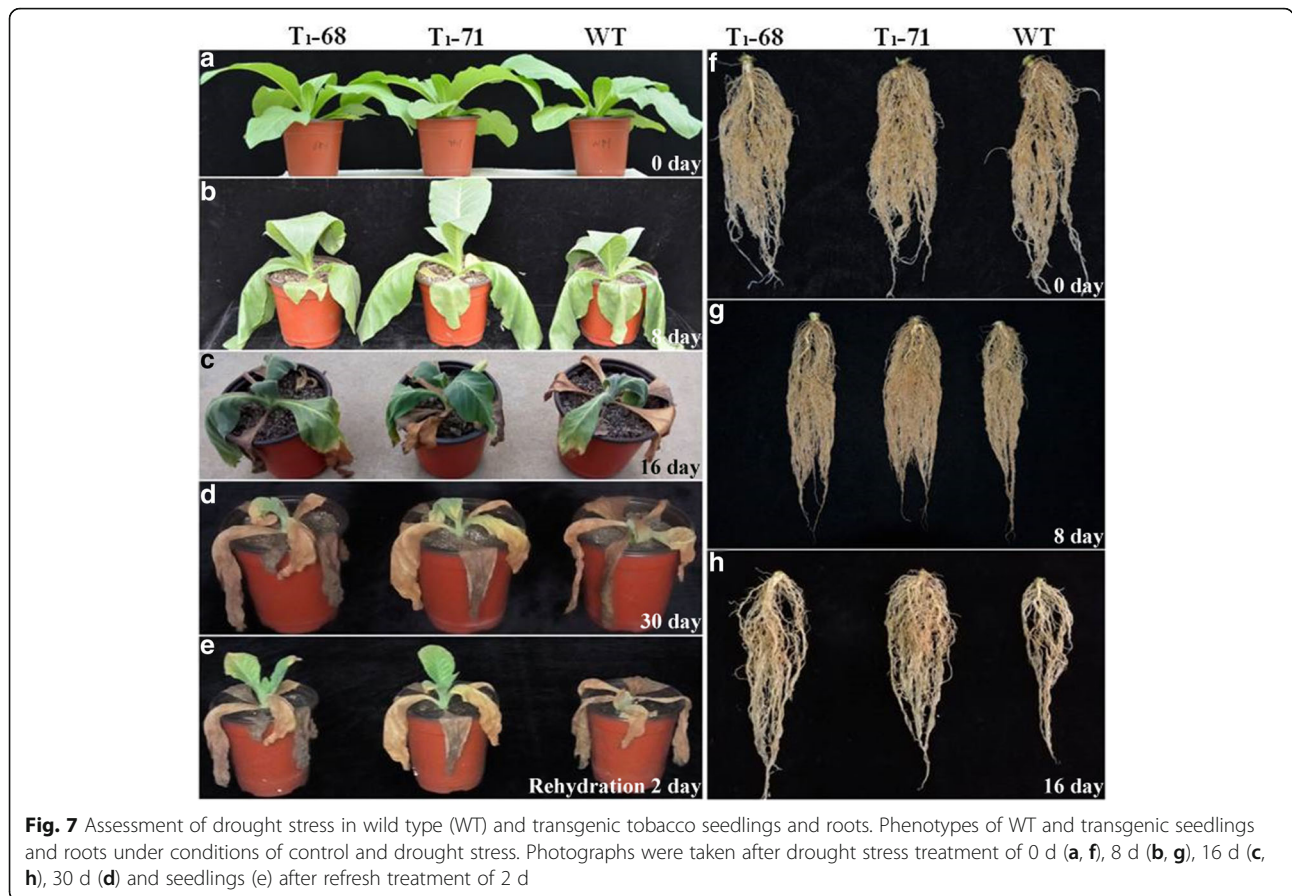 T1-68 T1-71 WT
a
0 day
b
8 day
c
16 day
d
30 day
e
Rehydration 2 day
T1-68 T1-71 WT
f
0 day
g
8 day
h
16 day
Fig. 7 Assessment of drought stress in wild type (WT) and transgenic tobacco seedlings and roots. Phenotypes of WT and transgenic seedlings
and roots under conditions of control and drought stress. Photographs were taken after drought stress treatment of 0 d (a, f), 8 d (b, g), 16 d (c,
h), 30 d (d) and seedlings (e) after refresh treatment of 2 d